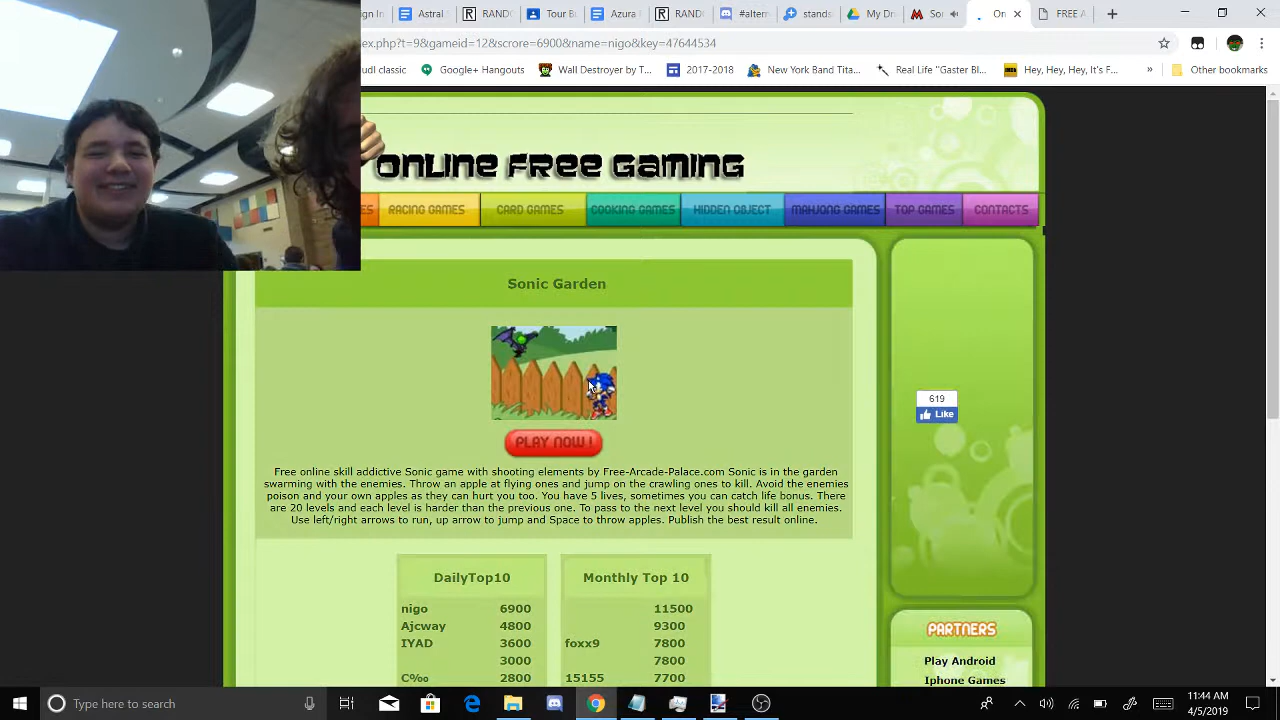 ign In
Astral
RAND
Tour B
Azura
RAND
#altern
stands
My Dr
So
On
FREE A
ex.php?t=9&gameid=12&score=6900&name=nigo&key=47644534
udl classic
Google+ Hangouts
Wall Destroyer by T...
2017-2018
New York Band Tita...
Real Life "Gaster Bl...
Hey, Hey, Hey, It's F...
»
Other bookmarks
ONLINE FREE GAMING
ES
RACING GAMES
CARD GAMES
COOKING GAMES
HIDDEN OBJECT
MAHJONG GAMES
TOP GAMES
CONTACTS
Sonic Garden
PLAY NOW !
Free online skill addictive Sonic game with shooting elements by Free-Arcade-Palace.com Sonic is in the garden
swarming with the enemies. Throw an apple at flying ones and jump on the crawling ones to kill. Avoid the enemies
poison and your own apples as they can hurt you too. You have 5 lives, sometimes you can catch life bonus. There
are 20 levels and each level is harder than the previous one. To pass to the next level you should kill all enemies.
Use left/right arrows to run, up arrow to jump and Space to throw apples. Publish the best result online.
619
Like
DailyTop10
nigo 6900
Ajcway 4800
IYAD 3600
3000
C‰ 2800
Monthly Top 10
11500
9300
foxx9 7800
7800
15155 7700
PARTNERS
Play Android
Iphone Games
Type here to search
11:44 AM
4/5/2019